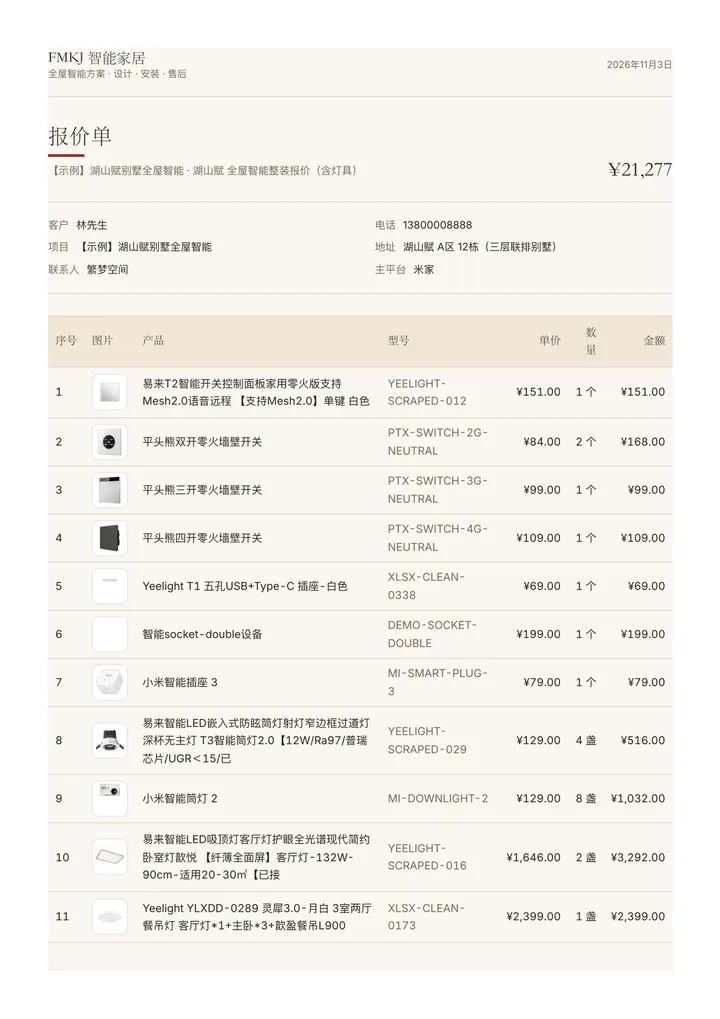 FMKJ 智能家居
全屋智能方案 · 设计 · 安装 · 售后
2026年11月3日
报价单
【示例】湖山赋别墅全屋智能 · 湖山赋 全屋智能整装报价（含灯具）
¥21,277
客户 林先生
电话 13800008888
项目 【示例】湖山赋别墅全屋智能
地址 湖山赋 A区 12栋（三层联排别墅）
联系人 繁梦空间
主平台 米家
序号 图片 产品 型号 单价 数量 金额
1 易来T2智能开关控制面板家用零火版支持
Mesh2.0语音远程 【支持Mesh2.0】单键 白色
YEELIGHT-
SCRAPED-012
¥151.00 1 个 ¥151.00
2 平头熊双开零火墙壁开关
PTX-SWITCH-2G-
NEUTRAL
¥84.00 2 个 ¥168.00
3 平头熊三开零火墙壁开关
PTX-SWITCH-3G-
NEUTRAL
¥99.00 1 个 ¥99.00
4 平头熊四开零火墙壁开关
PTX-SWITCH-4G-
NEUTRAL
¥109.00 1 个 ¥109.00
5 Yeelight T1 五孔USB+Type-C 插座-白色
XLSX-CLEAN-
0338
¥69.00 1 个 ¥69.00
6 智能socket-double设备
DEMO-SOCKET-
DOUBLE
¥199.00 1 个 ¥199.00
7 小米智能插座 3
MI-SMART-PLUG-
3
¥79.00 1 个 ¥79.00
8 易来智能LED嵌入式防眩筒灯射灯窄边框过道灯
深杯无主灯 T3智能筒灯2.0【12W/Ra97/普瑞
芯片/UGR＜15/已
YEELIGHT-
SCRAPED-029
¥129.00 4 盏 ¥516.00
9 小米智能筒灯 2
MI-DOWNLIGHT-2
¥129.00 8 盏 ¥1,032.00
10 易来智能LED吸顶灯客厅灯护眼全光谱现代简约
卧室灯歆悦 【纤薄全面屏】客厅灯-132W-
90cm-适用20-30㎡【已接
YEELIGHT-
SCRAPED-016
¥1,646.00 2 盏 ¥3,292.00
11 Yeelight YLXDD-0289 灵犀3.0-月白 3室两厅
餐吊灯 客厅灯*1+主卧*3+歆盈餐吊L900
XLSX-CLEAN-
0173
¥2,399.00 1 盏 ¥2,399.00